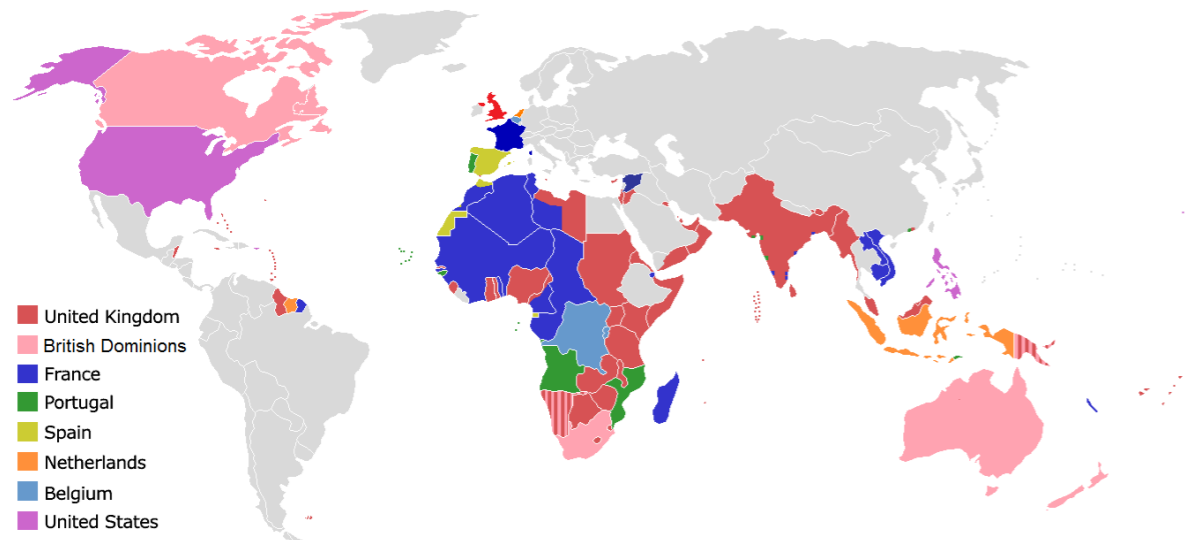 United Kingdom
British Dominions
France
Portugal
Spain
Netherlands
Belgium
United States